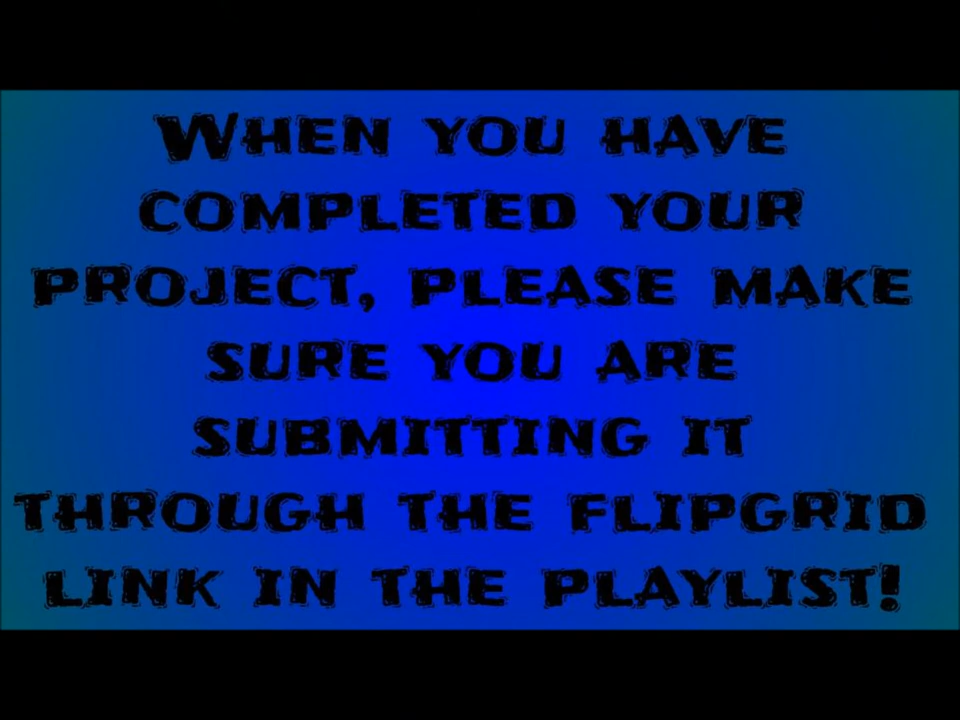 When you have
completed your
project, please make
sure you are
submitting it
through the flipgrid
link in the playlist!